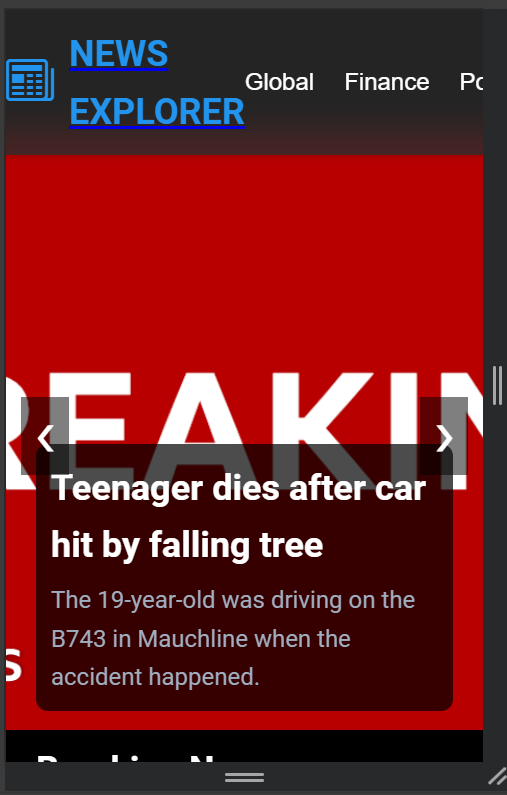 NEWS
EXPLORER
Global Finance
REAKIN
Teenager dies after car
hit by falling tree
The 19-year-old was driving on the
B743 in Mauchline when the
accident happened.
S